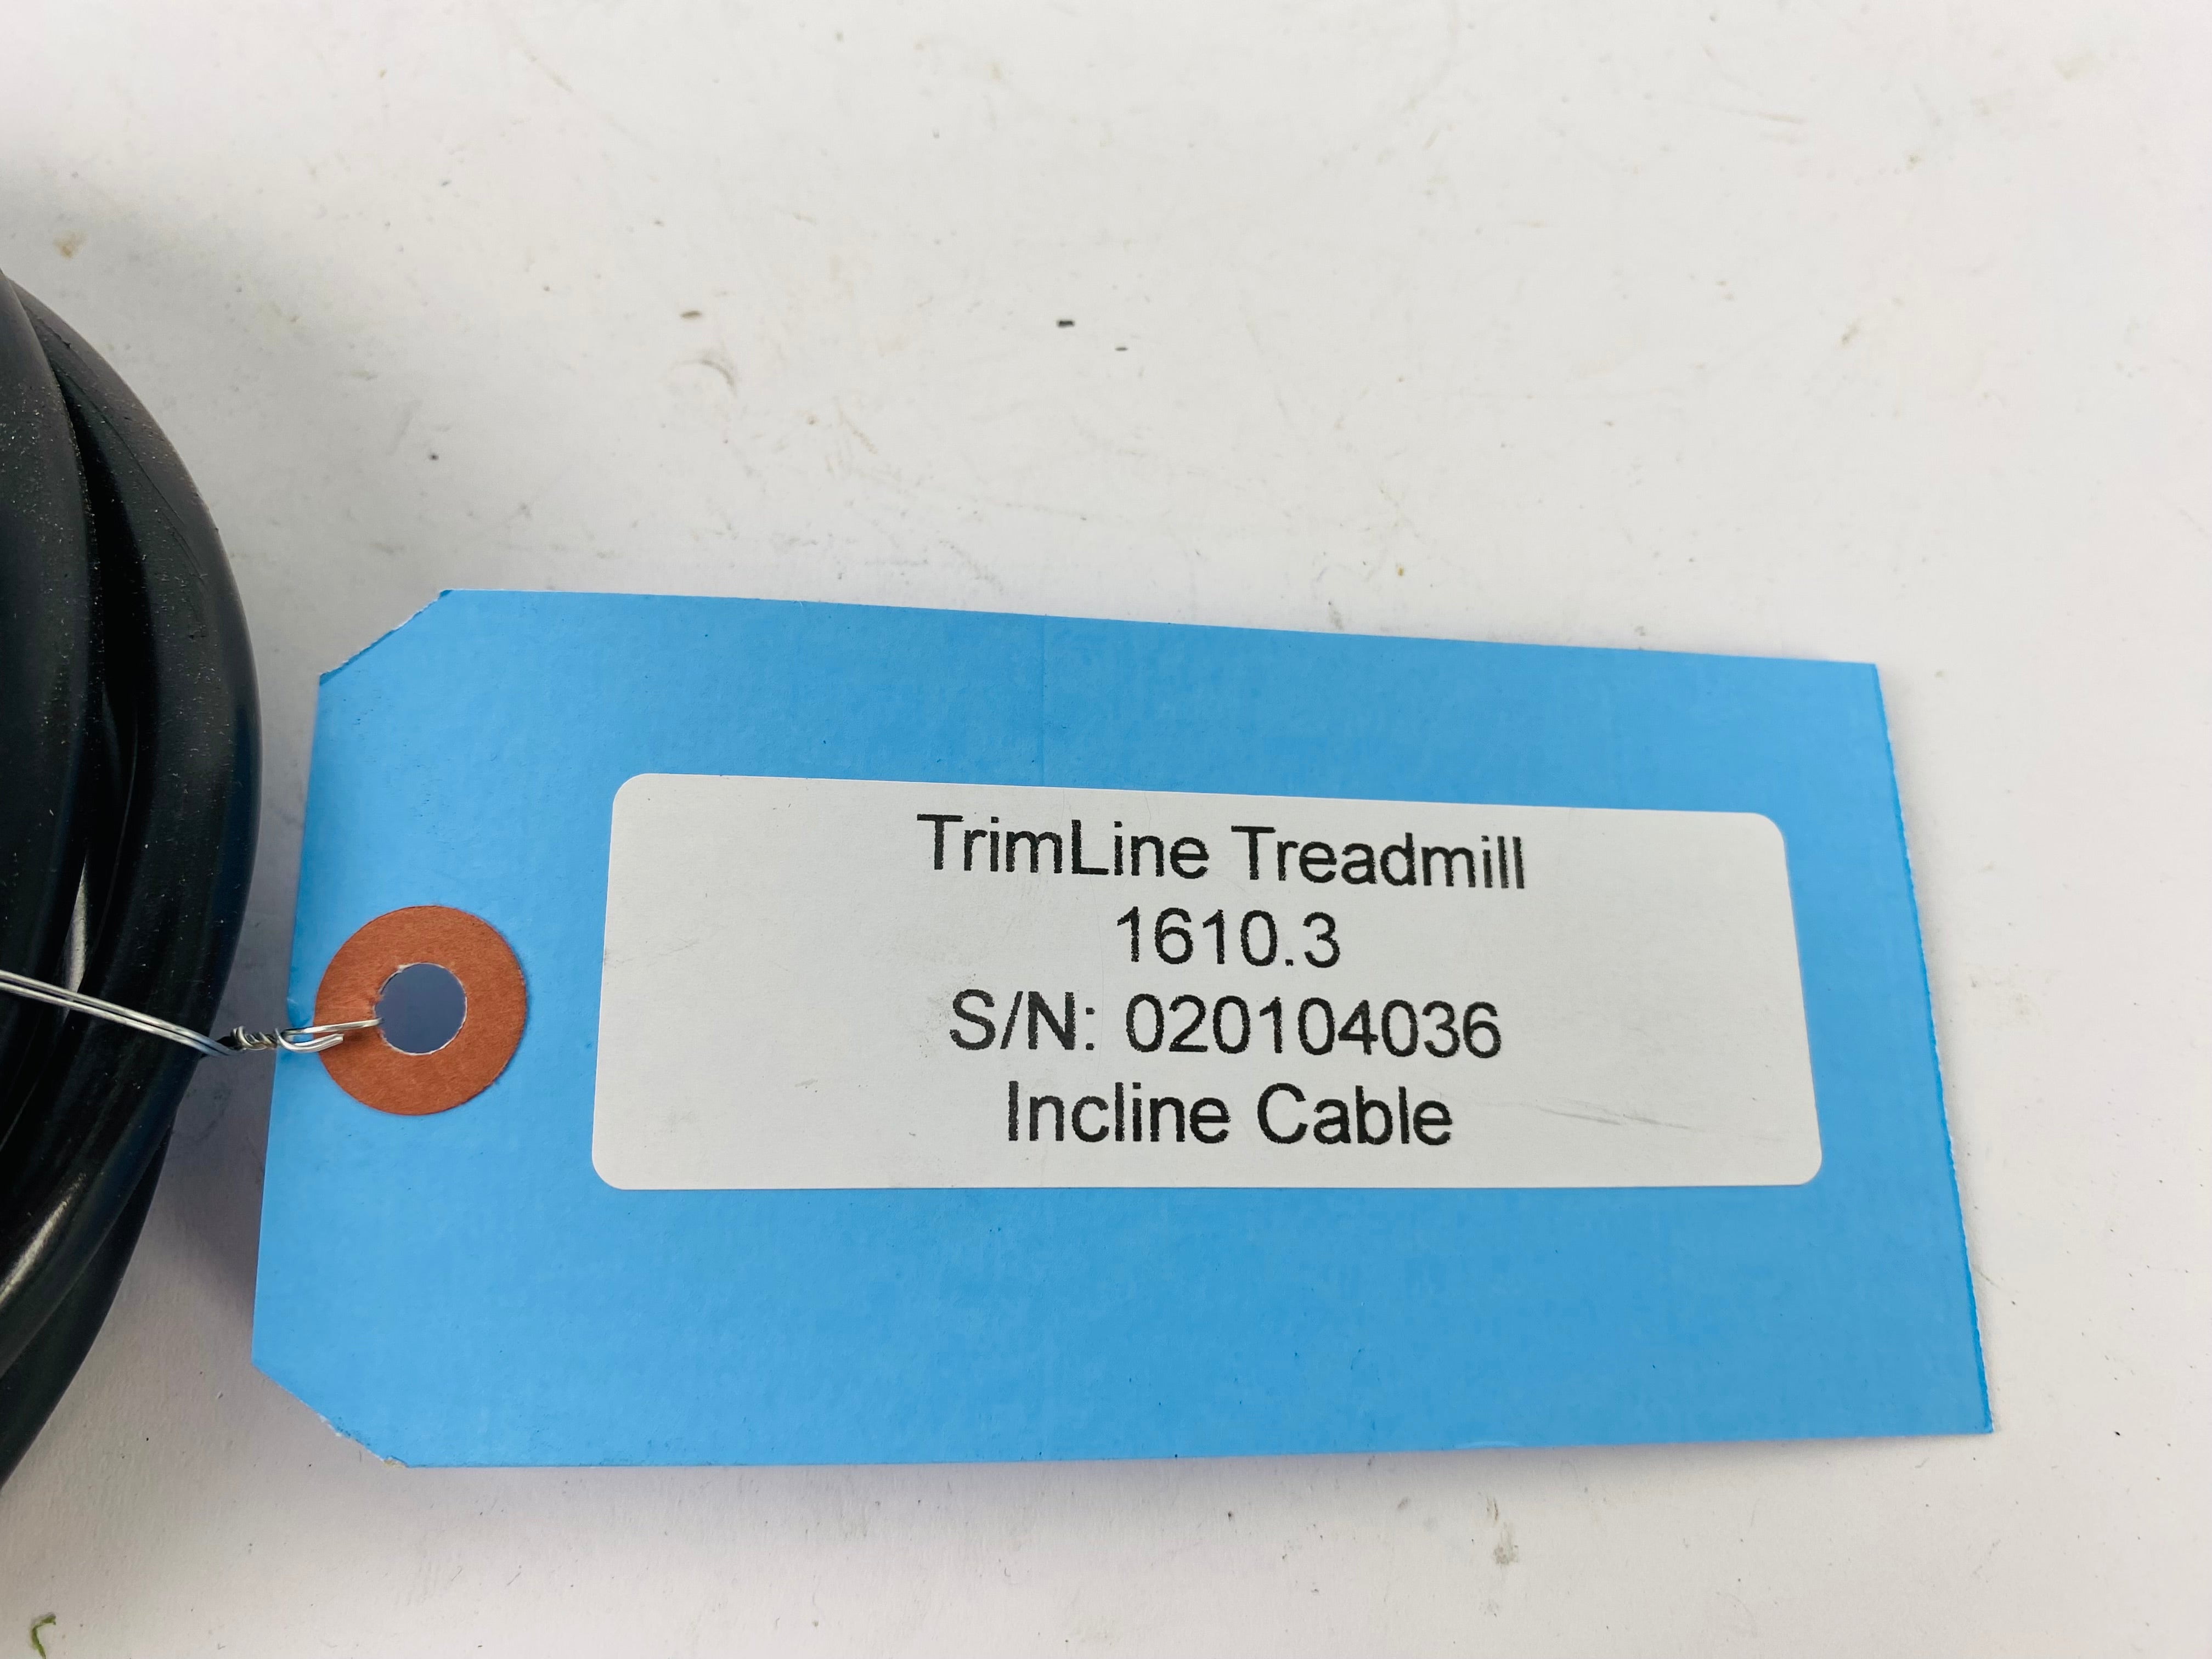 TrimLine Treadmill
1610.3
S/N: 020104036
Incline Cable